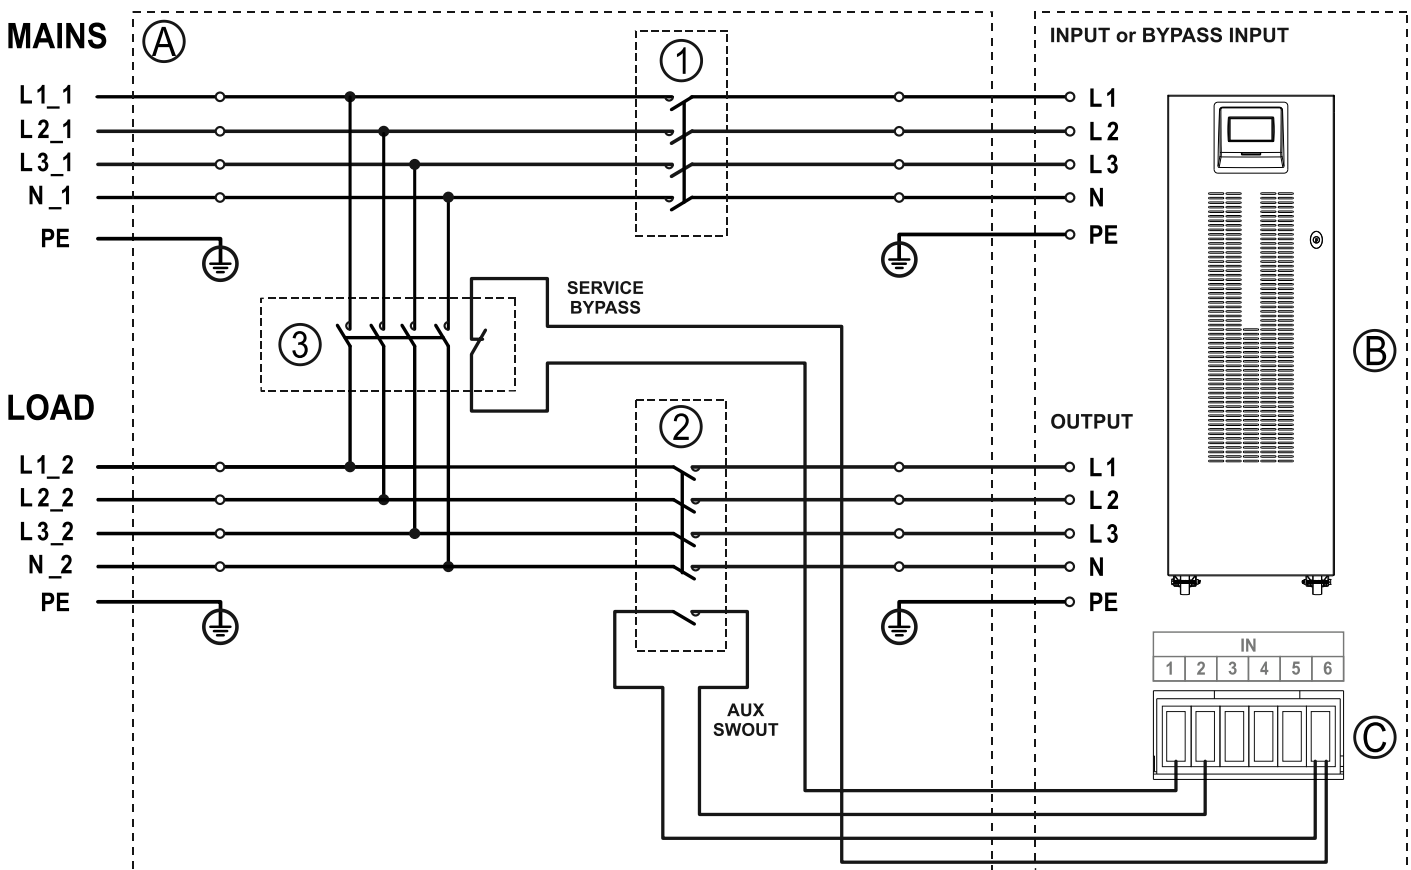 MAINS
A
INPUT or BYPASS INPUT
1
L1_1
L1
L2_1
L2
L3_1
L3
N_1
N
PE
PE
SERVICE
BYPASS
3
B
LOAD
2
OUTPUT
L1_2
L1
L2_2
L2
L3_2
L3
N_2
N
PE
PE
IN
1 2 3 4 5 6
AUX
SWOUT
C